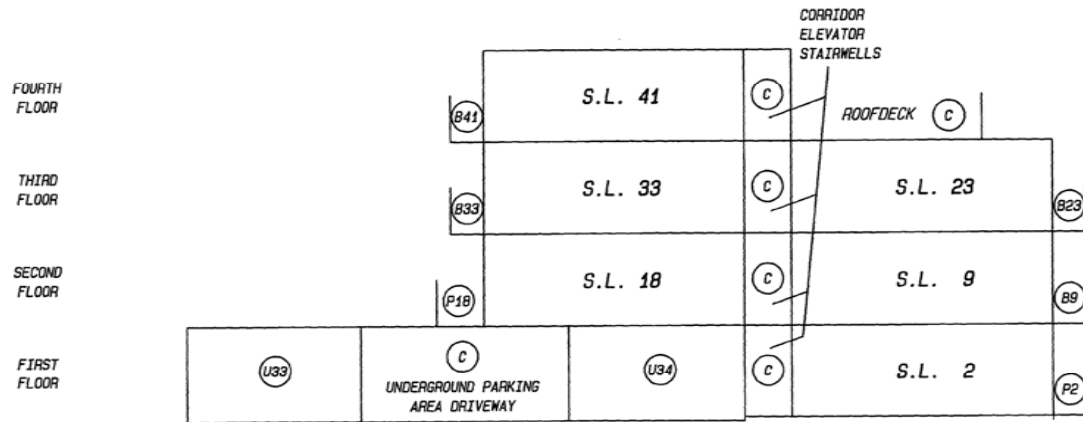 CORRIDOR
ELEVATOR
STAIRWELLS
FOURTH
FLOOR
B41
S.L. 41
C
ROOFDECK C
THIRD
FLOOR
B33
S.L. 33
C
S.L. 23
B23
SECOND
FLOOR
P18
S.L. 18
C
S.L. 9
B9
FIRST
FLOOR
U33
C
UNDERGROUND PARKING
AREA DRIVEWAY
U34
C
S.L. 2
P2